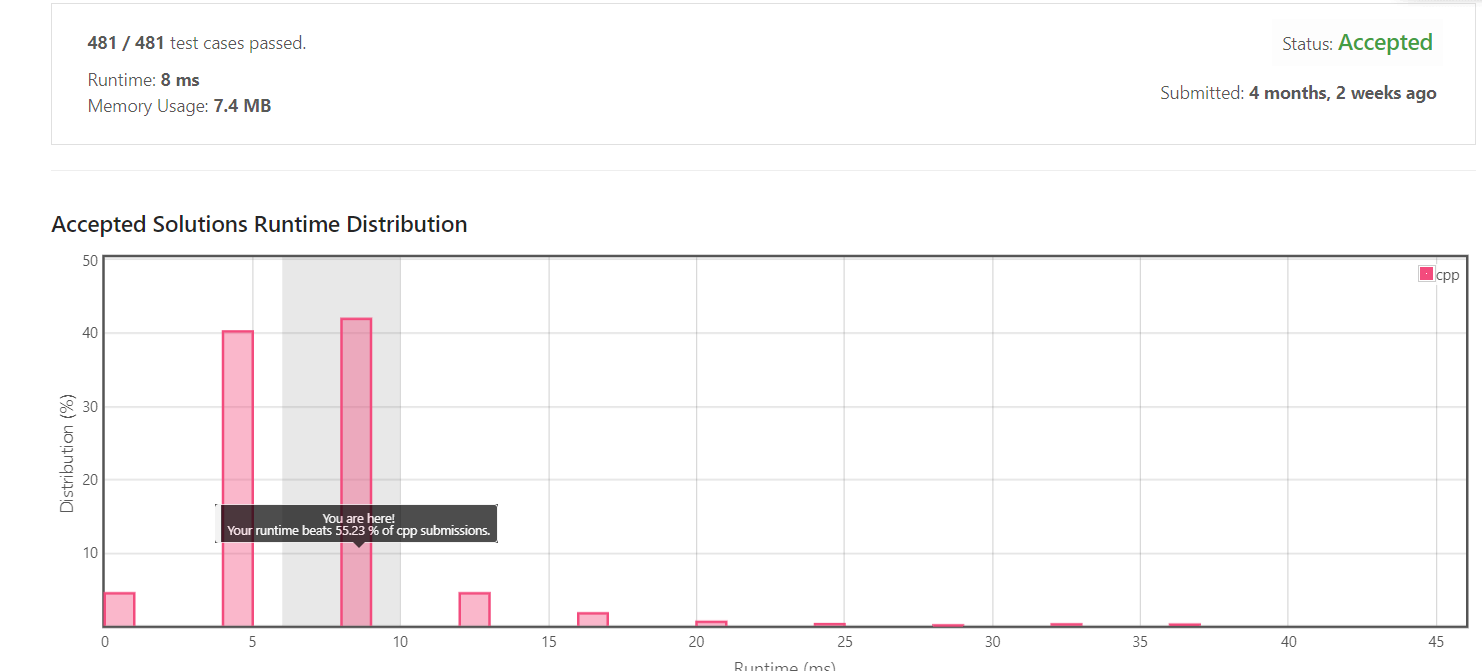 481 / 481 test cases passed.
Status: Accepted
Runtime: 8 ms
Memory Usage: 7.4 MB
Submitted: 4 months, 2 weeks ago
Accepted Solutions Runtime Distribution
50
cpp
40
30
20
10
Distribution (%)
You are here!
Your runtime beats 55.23 % of cpp submissions.
0 5 10 15 20 25 30 35 40 45
Runtime (ms)